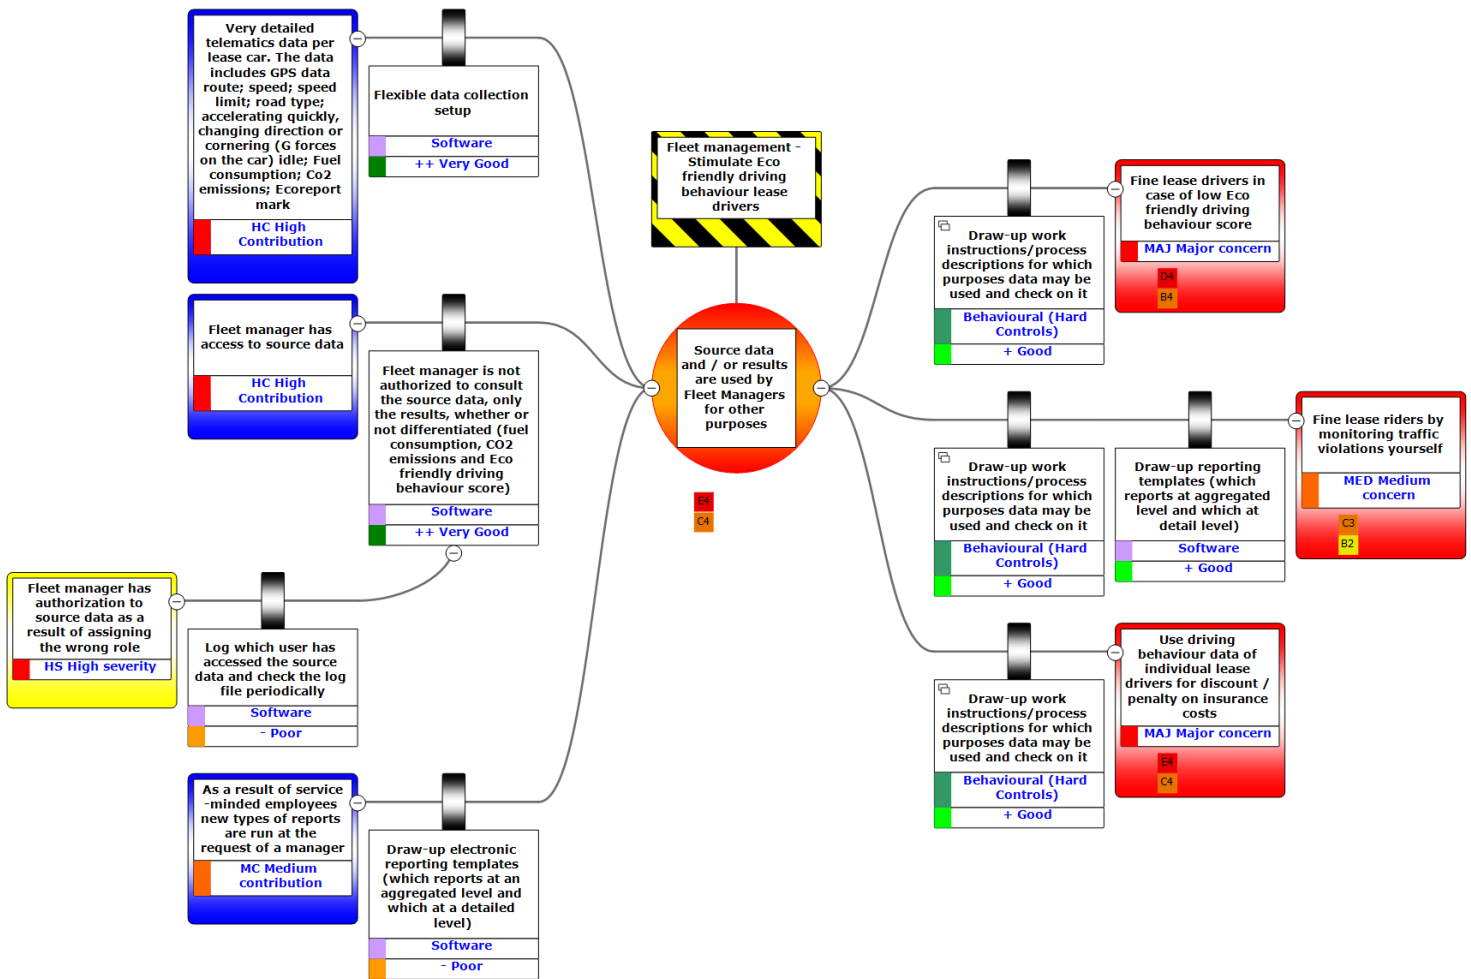 Very detailed
telematics data per
lease car. The data
includes GPS data
route; speed; speed
limit; road type;
accelerating quickly,
changing direction or
cornering (G forces
on the car) idle; Fuel
consumption; Co2
emissions; Ecoreport
mark
HC High
Contribution
Flexible data collection
setup
Software
++ Very Good
Fleet manager has
access to source data
HC High
Contribution
Fleet manager is not
authorized to consult
the source data, only
the results, whether or
not differentiated (fuel
consumption, CO2
emissions and Eco
friendly driving
behaviour score)
Software
++ Very Good
Fleet manager has
authorization to
source data as a
result of assigning
the wrong role
HS High severity
Log which user has
accessed the source
data and check the log
file periodically
Software
- Poor
As a result of service
-minded employees
new types of reports
are run at the
request of a manager
MC Medium
contribution
Draw-up electronic
reporting templates
(which reports at an
aggregated level and
which at a detailed
level)
Software
- Poor
Fleet management -
Stimulate Eco
friendly driving
behaviour lease
drivers
Source data
and / or results
are used by
Fleet Managers
for other
purposes
E4
C4
Draw-up work
instructions/process
descriptions for which
purposes data may be
used and check on it
Behavioural (Hard
Controls)
+ Good
Fine lease drivers in
case of low Eco
friendly driving
behaviour score
MAJ Major concern
D4
B4
Draw-up work
instructions/process
descriptions for which
purposes data may be
used and check on it
Behavioural (Hard
Controls)
+ Good
Draw-up reporting
templates (which
reports at aggregated
level and which at
detail level)
Software
+ Good
Fine lease riders by
monitoring traffic
violations yourself
MED Medium
concern
C3
B2
Draw-up work
instructions/process
descriptions for which
purposes data may be
used and check on it
Behavioural (Hard
Controls)
+ Good
Use driving
behaviour data of
individual lease
drivers for discount /
penalty on insurance
costs
MAJ Major concern
E4
C4